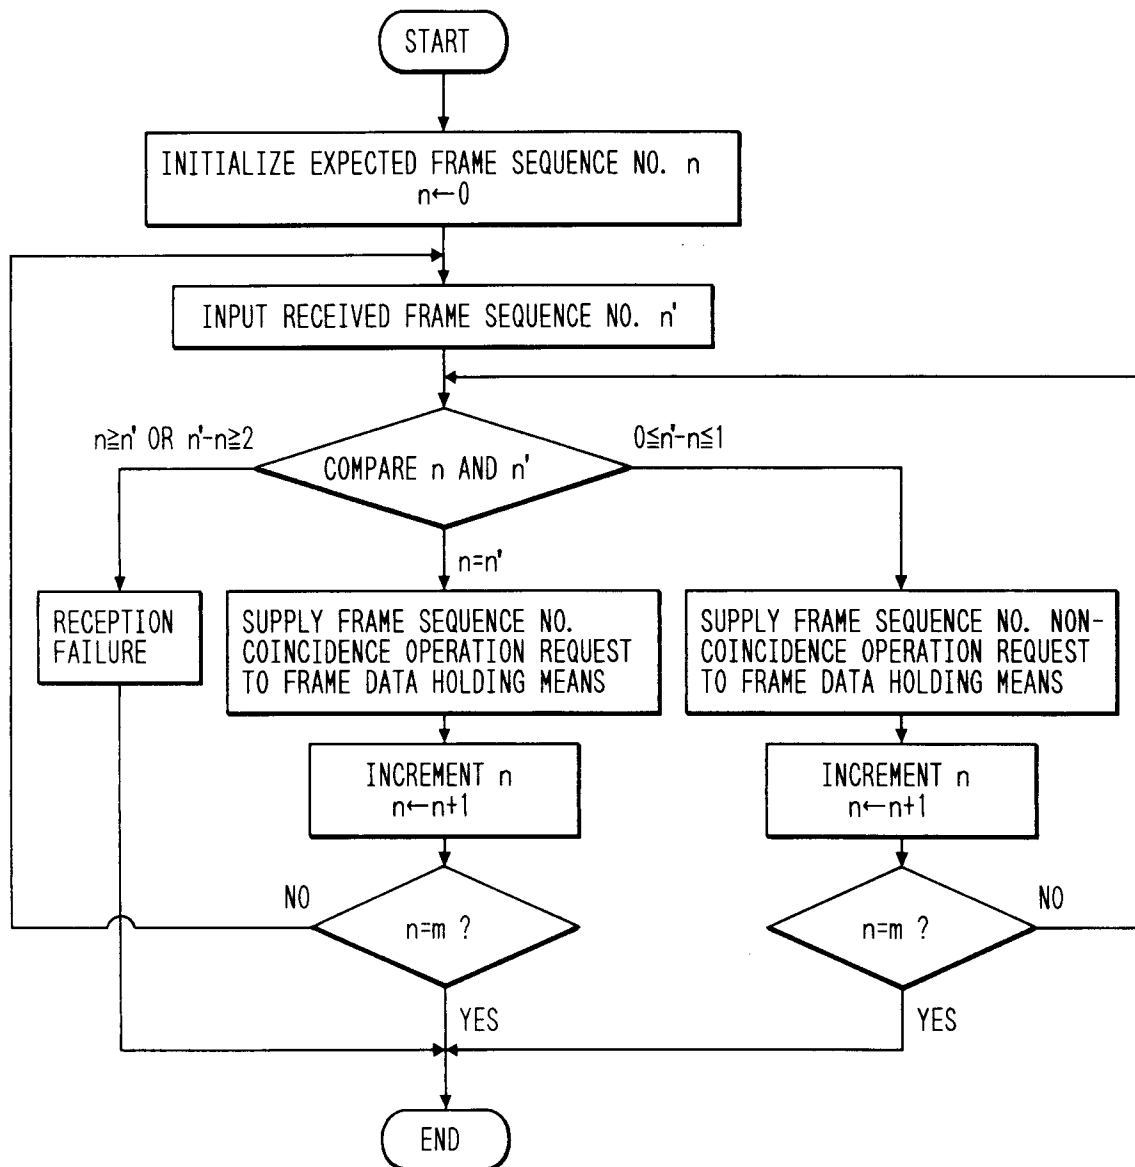 START
INITIALIZE EXPECTED FRAME SEQUENCE NO. n
n←0
INPUT RECEIVED FRAME SEQUENCE NO. n'
n≧n' OR n'-n≧2
0≦n'-n≦1
COMPARE n AND n'
n=n'
RECEPTION
FAILURE
SUPPLY FRAME SEQUENCE NO.
COINCIDENCE OPERATION REQUEST
TO FRAME DATA HOLDING MEANS
SUPPLY FRAME SEQUENCE NO. NON-
COINCIDENCE OPERATION REQUEST
TO FRAME DATA HOLDING MEANS
INCREMENT n
n←n+1
INCREMENT n
n←n+1
NO
n=m ?
n=m ?
NO
YES
YES
END